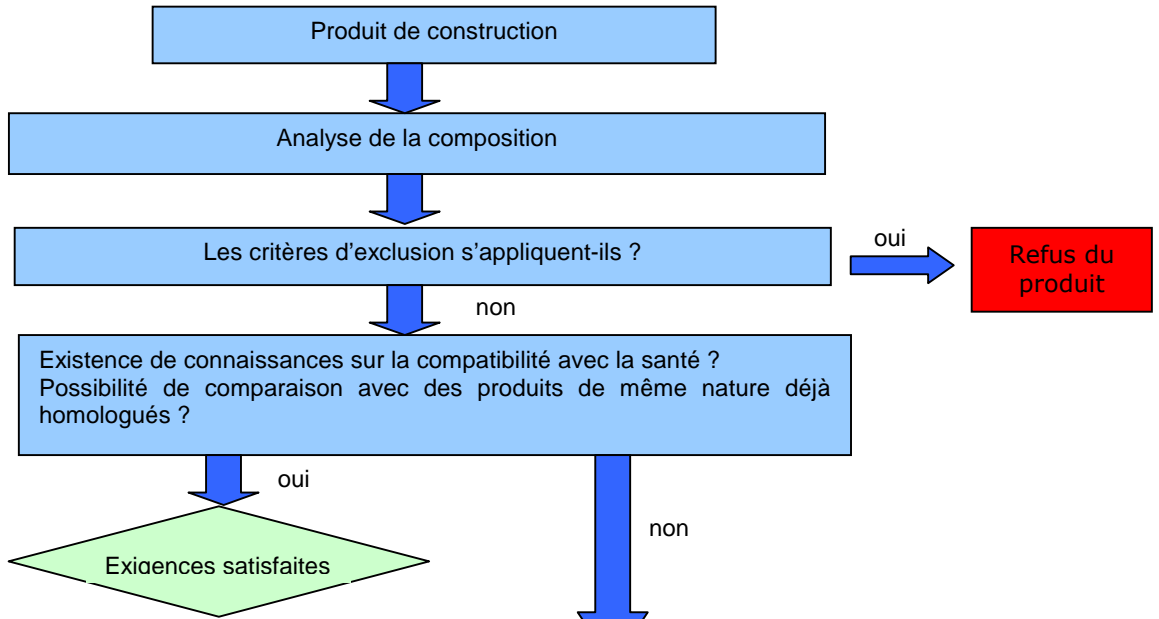 Produit de construction
Analyse de la composition
Les critères d'exclusion s'appliquent-ils ?
oui
Refus du
produit
non
Existence de connaissances sur la compatibilité avec la santé ?
Possibilité de comparaison avec des produits de même nature déjà
homologués ?
oui
non
Exigences satisfaites